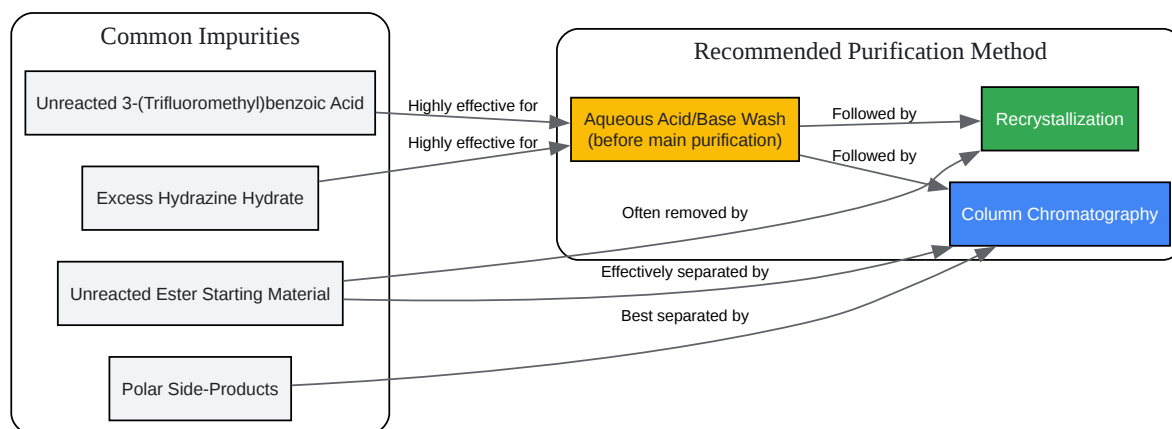 Common Impurities
Unreacted 3-(Trifluoromethyl)benzoic Acid
Excess Hydrazine Hydrate
Unreacted Ester Starting Material
Polar Side-Products
Highly effective for
Highly effective for
Often removed by
Effectively separated by
Best separated by
Recommended Purification Method
Aqueous Acid/Base Wash
(before main purification)
Followed by
Followed by
Recrystallization
Column Chromatography